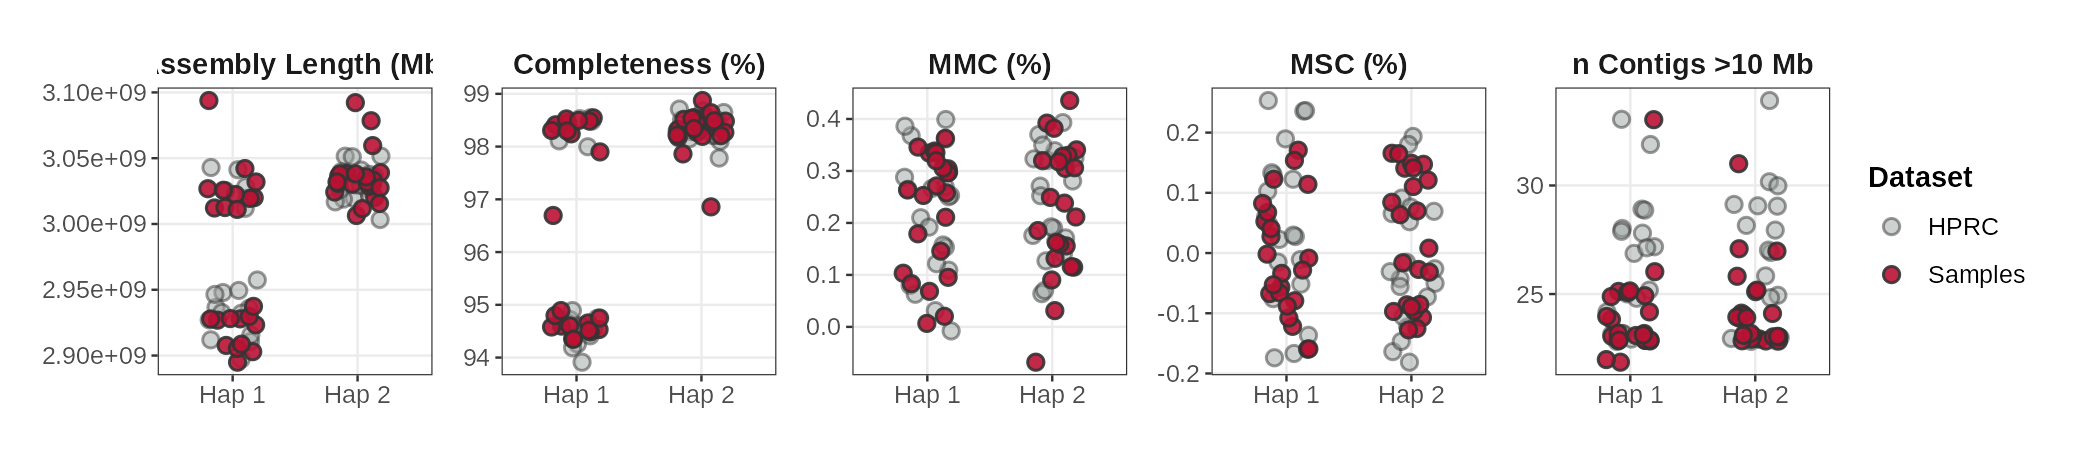 ssembly Length (Mb
3.10e+09
3.05e+09
3.00e+09
2.95e+09
2.90e+09
Hap 1 Hap 2
Completeness (%)
99
98
97
96
95
94
Hap 1 Hap 2
MMC (%)
0.4
0.3
0.2
0.1
0.0
Hap 1 Hap 2
MSC (%)
0.2
0.1
0.0
-0.1
-0.2
Hap 1 Hap 2
n Contigs >10 Mb
30
25
Hap 1 Hap 2
Dataset
HPRC
Samples